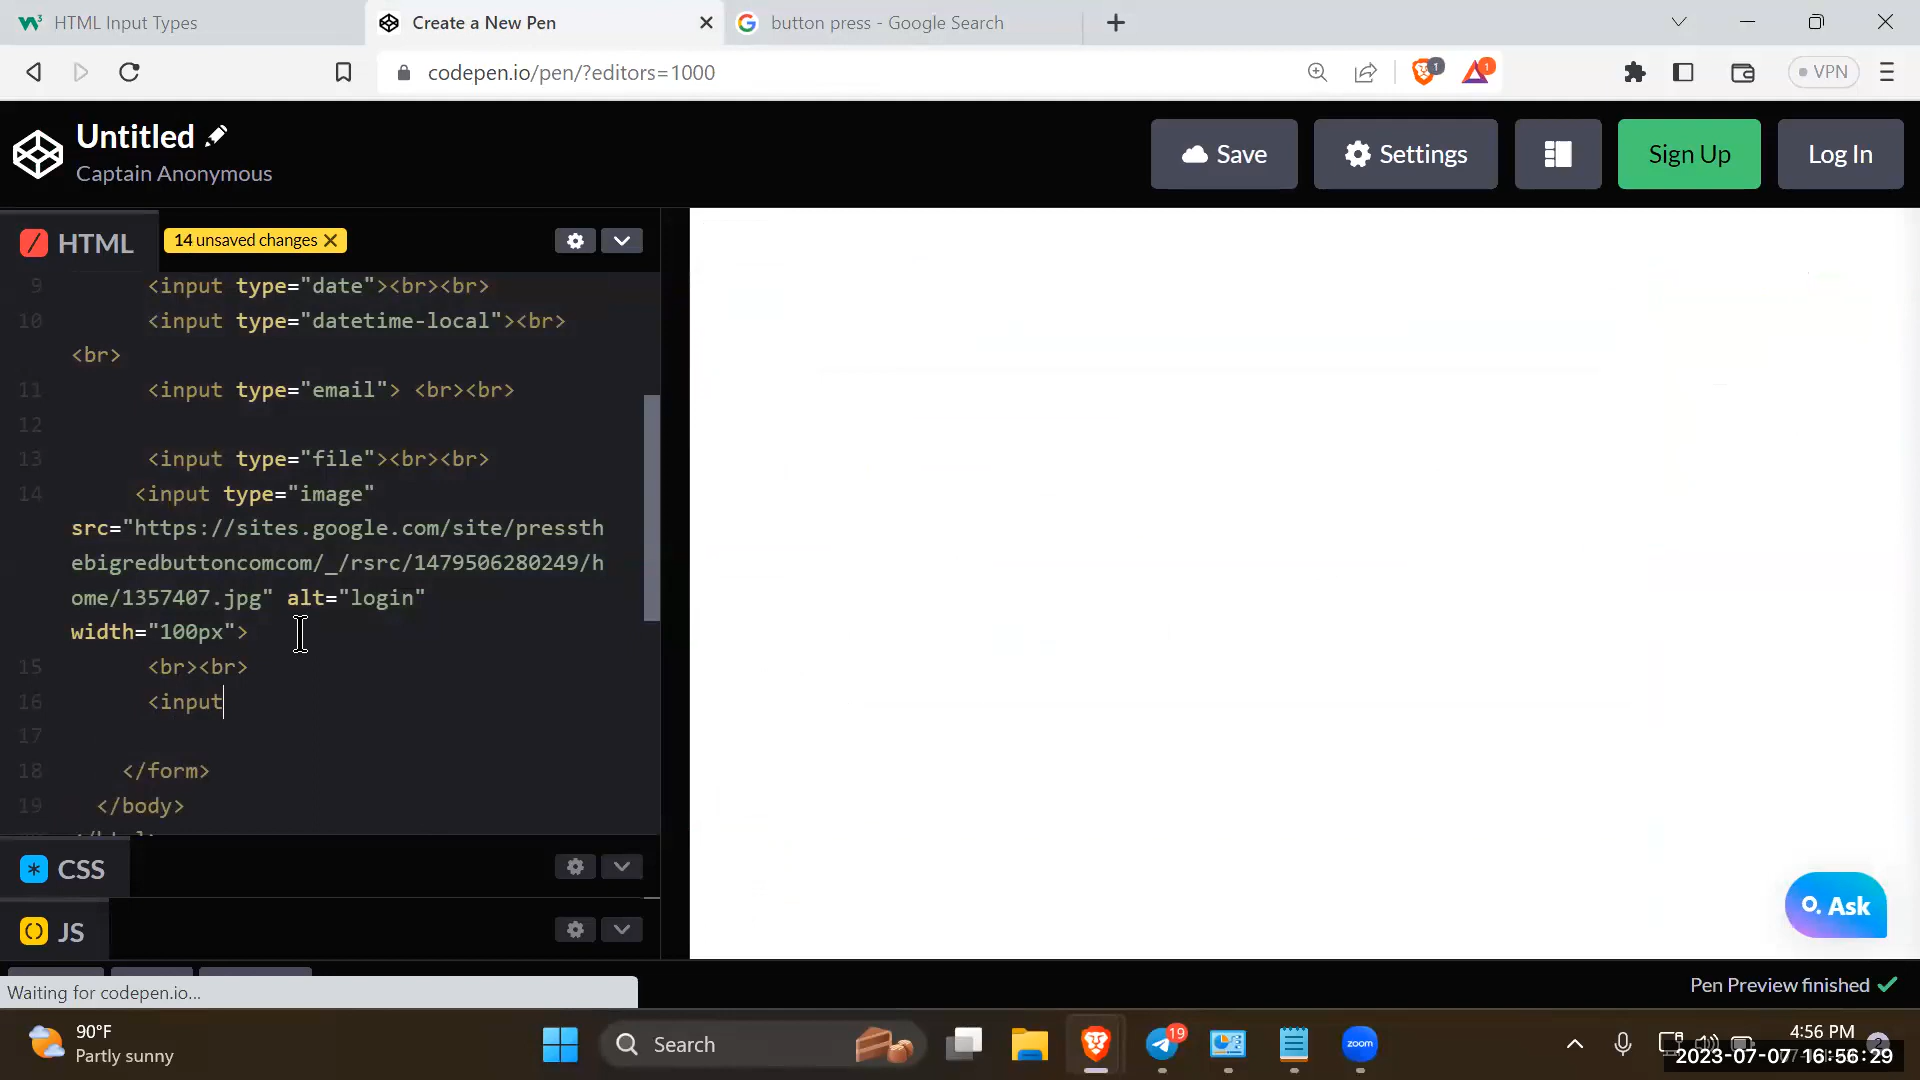 HTML Input Types
Create a New Pen
button press - Google Search
codepen.io/pen/?editors=1000
1
1
VPN
Untitled
Captain Anonymous
Save
Settings
Sign Up
Log In
HTML
14 unsaved changes
9 <input type="date"><br><br>
10 <input type="datetime-local"><br>
<br>
11 <input type="email"> <br><br>
12
13 <input type="file"><br><br>
14 <input type="image"
src="https://sites.google.com/site/pressth
ebigredbuttoncomcom/_/rsrc/1479506280249/h
ome/1357407.jpg" alt="login"
width="100px">
15 <br><br>
16 <input
17
18 </form>
19 </body>
CSS
JS
Ask
Waiting for codepen.io...
Pen Preview finished
90°F
Partly sunny
Search
19
zoom
4:56 PM
2
2023-07-07 16:56:29